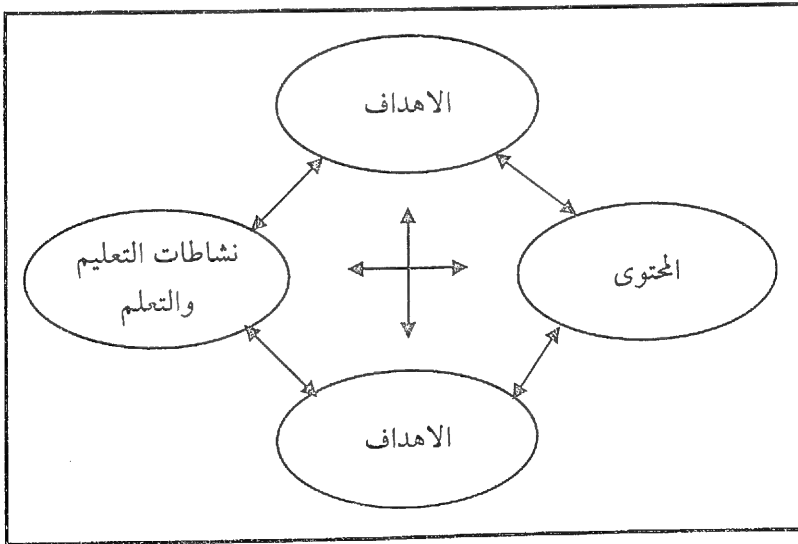 الاهداف
المحتوى
نشاطات التعليم
والتعلم
الاهداف